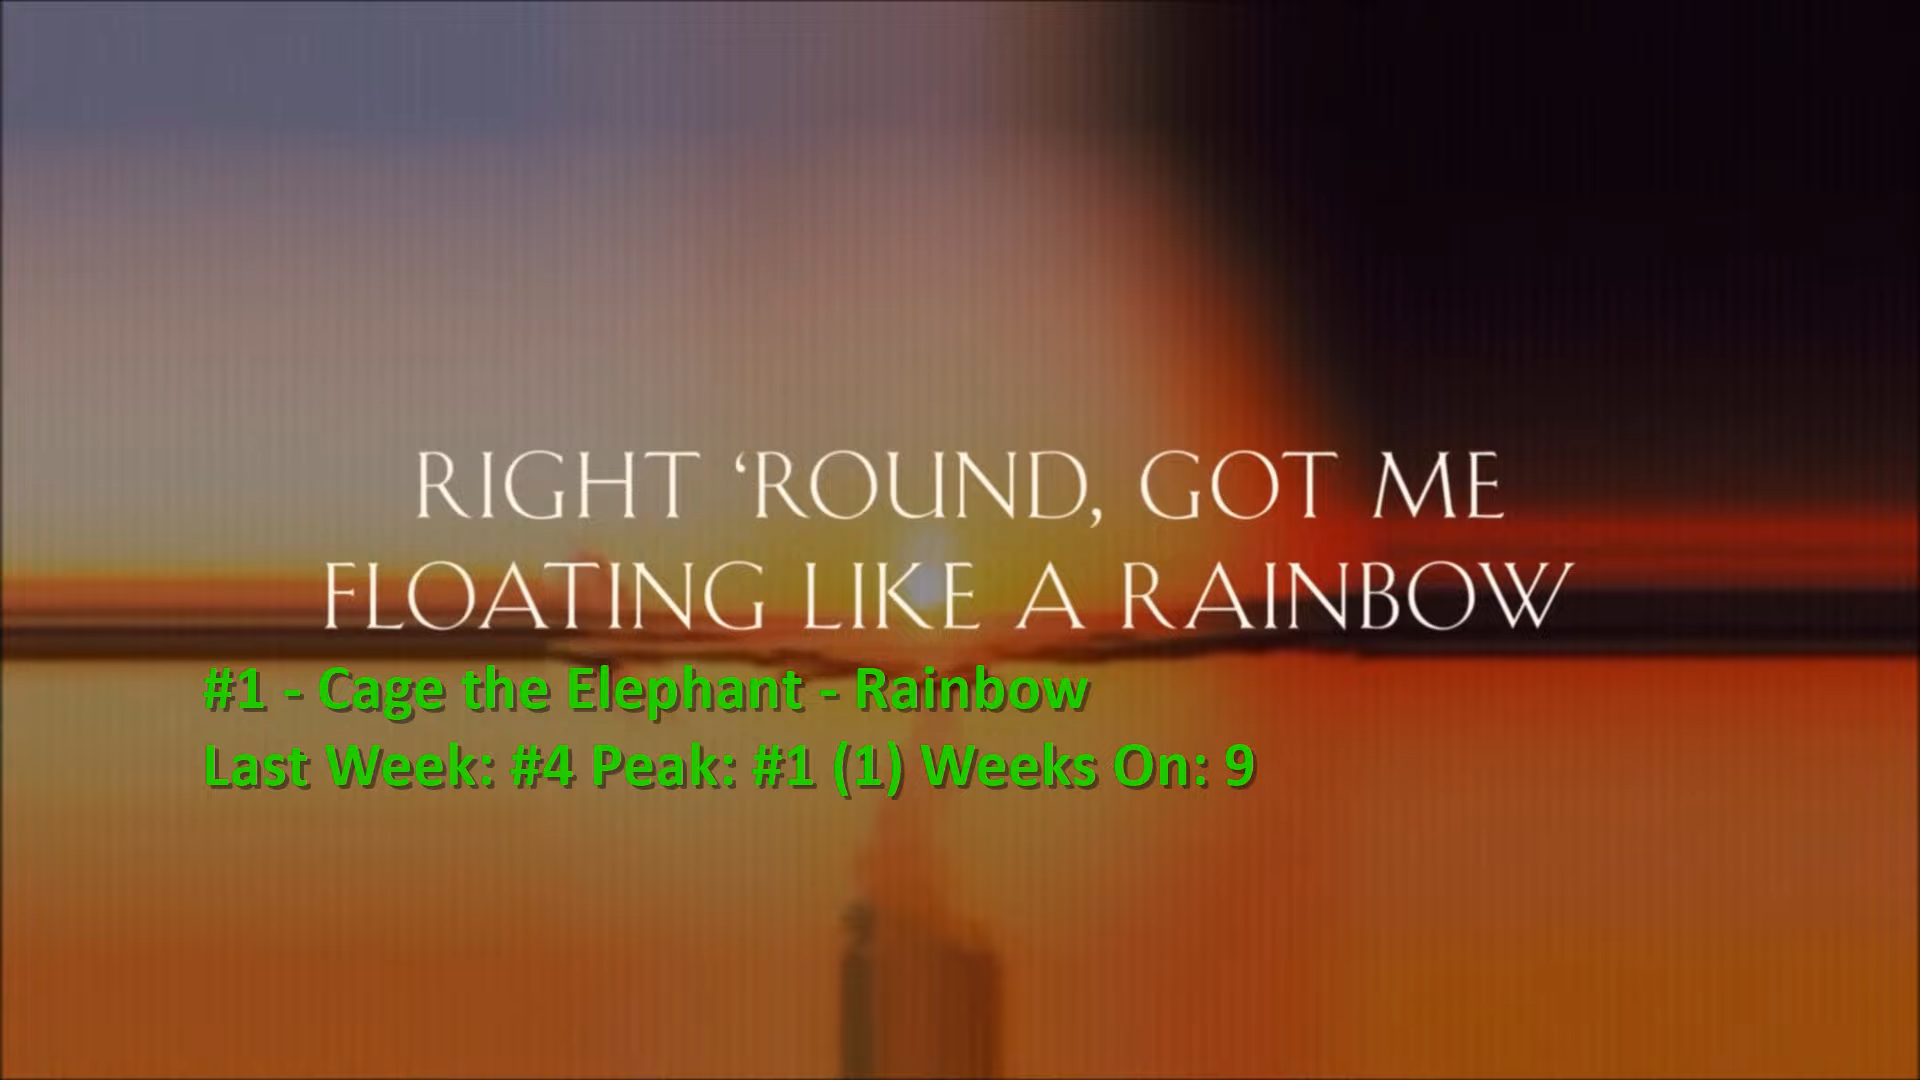 RIGHT ‘ROUND, GOT ME
FLOATING LIKE A RAINBOW
#1 - Cage the Elephant - Rainbow
Last Week: #4 Peak: #1 (1) Weeks On: 9